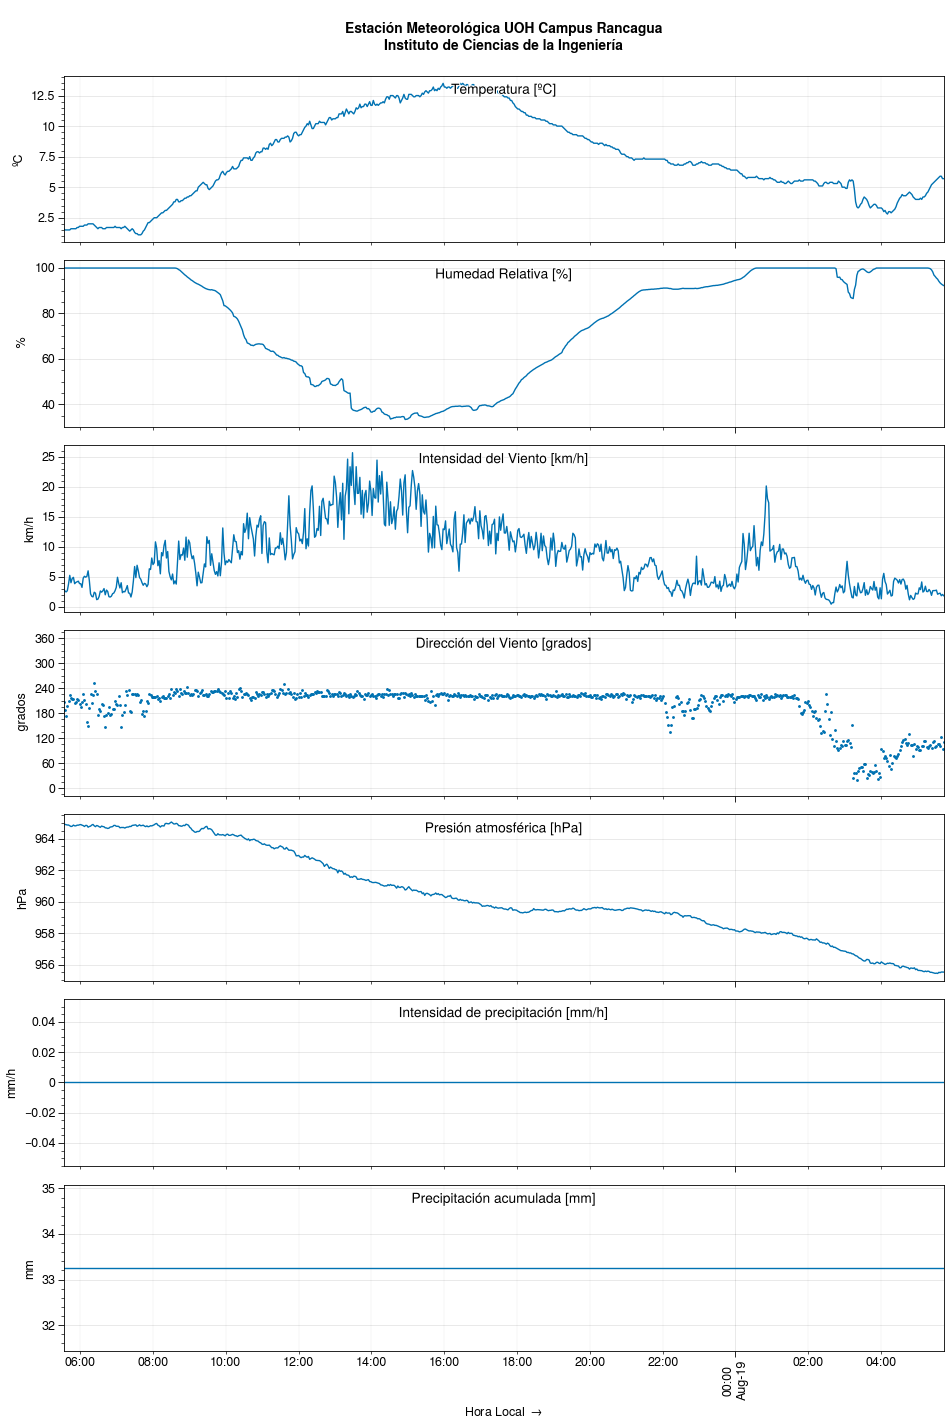 Estación Meteorológica UOH Campus Rancagua
Instituto de Ciencias de la Ingeniería
Temperatura [ºC]
12.5
10
7.5
5
2.5
ºC
Humedad Relativa [%]
100
80
60
40
%
Intensidad del Viento [km/h]
25
20
15
10
5
0
km/h
Dirección del Viento [grados]
360
300
240
180
120
60
0
grados
Presión atmosférica [hPa]
964
962
960
958
956
hPa
Intensidad de precipitación [mm/h]
0.04
0.02
0
−0.02
−0.04
mm/h
Precipitación acumulada [mm]
35
34
33
32
mm
06:00 08:00 10:00 12:00 14:00 16:00 18:00 20:00 22:00 00:00 02:00 04:00
Aug-19
Hora Local →